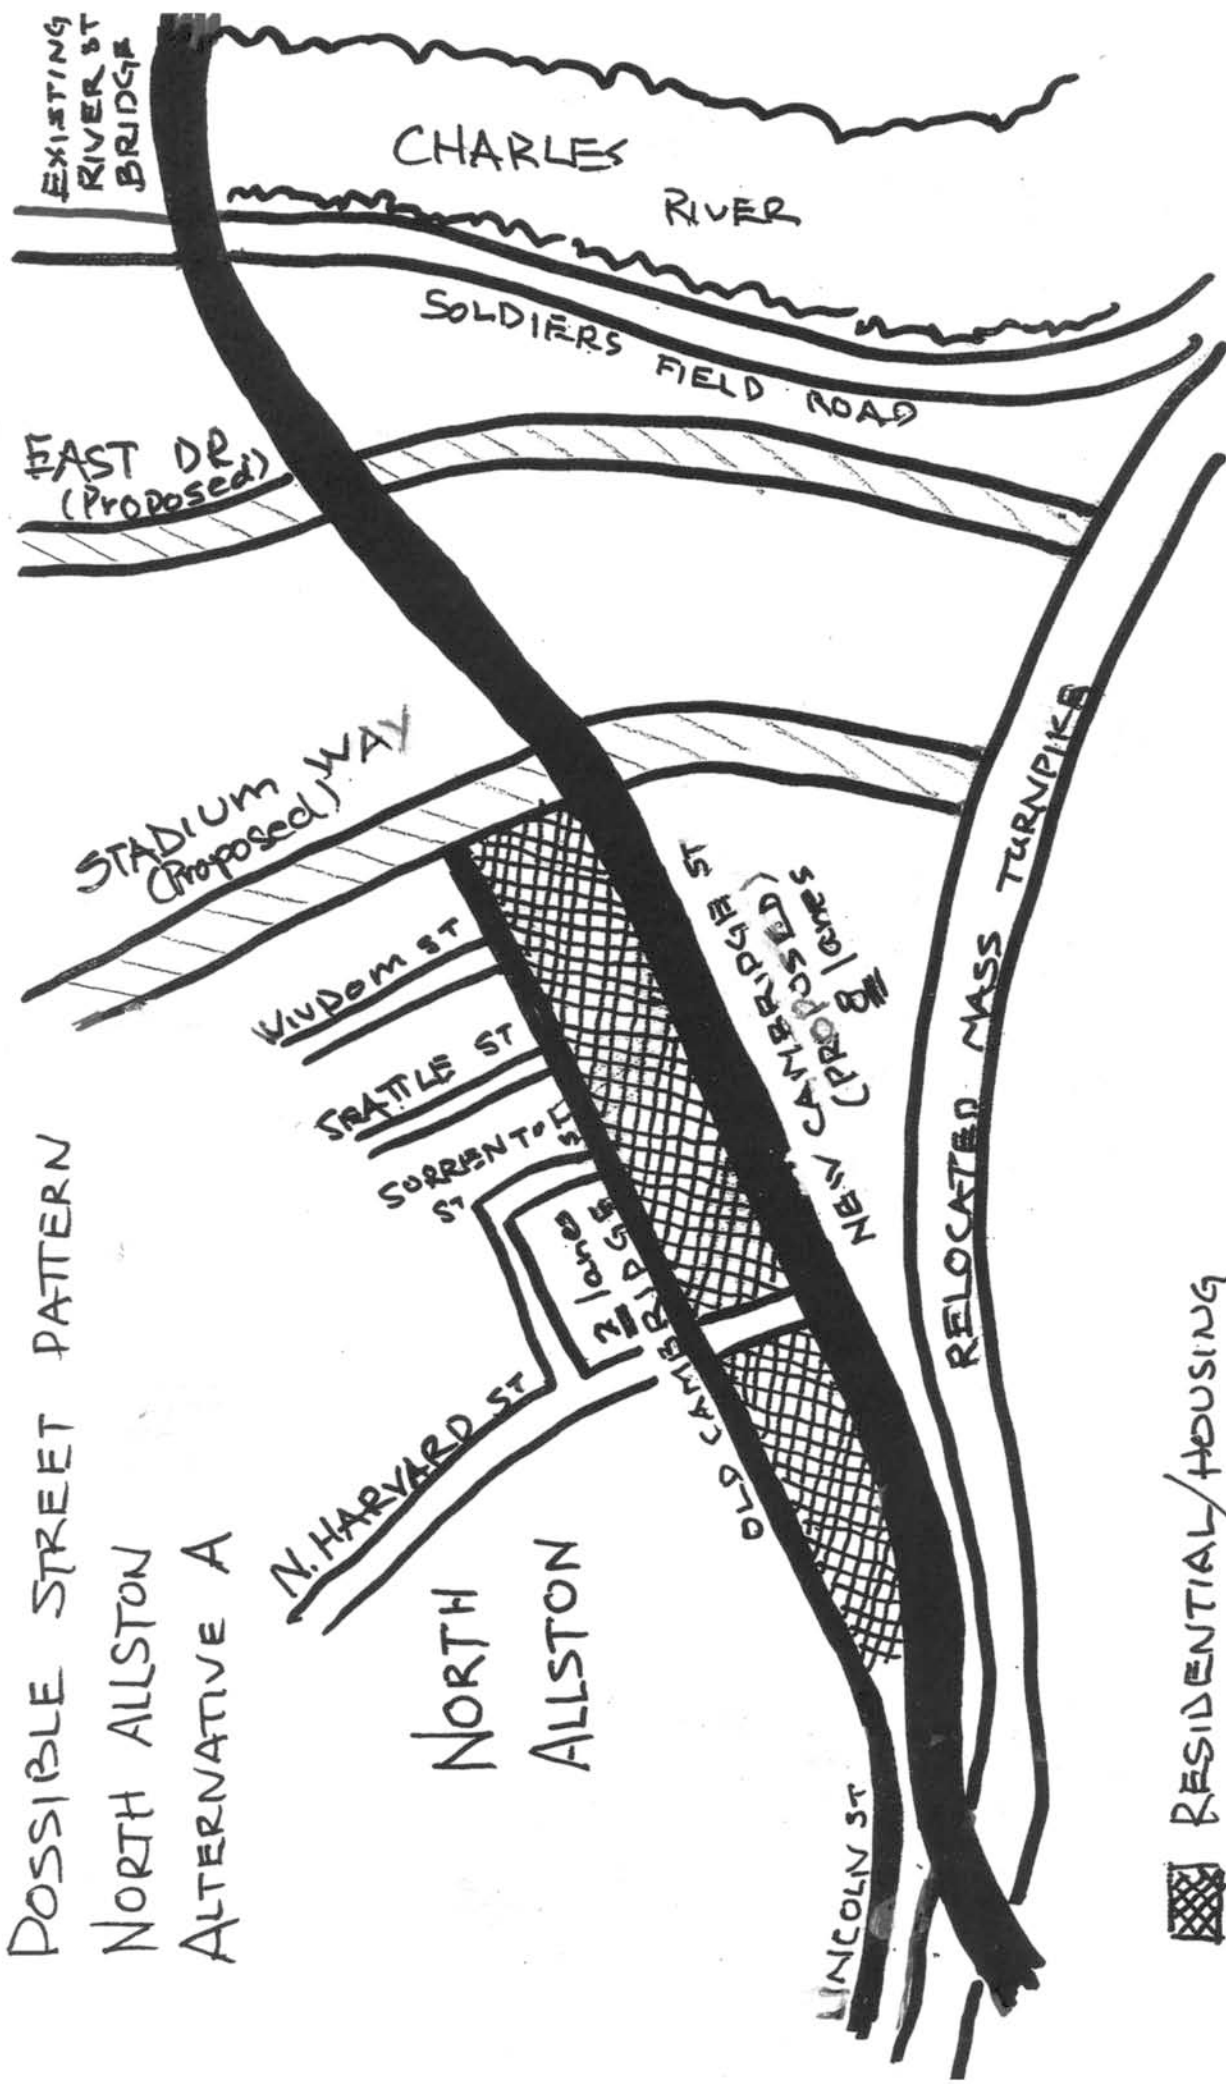 POSSIBLE STREET PATTERN
NORTH ALLSTON
ALTERNATIVE A
EXISTING
RIVER ST
BRIDGE
CHARLES
RIVER
SOLDIERS FIELD ROAD
EAST DR.
(Proposed)
STADIUM WAY
(Proposed)
WINDOM ST
SEATTLE ST
SORRENTO
ST
N. HARVARD ST
2 lanes
OLD CAMBRIDGE ST
NEW CAMBRIDGE ST
(PROPOSED)
8 lanes
NORTH
ALLSTON
RELOCATED MASS TURNPIKE
LINCOLN ST
RESIDENTIAL/HOUSING